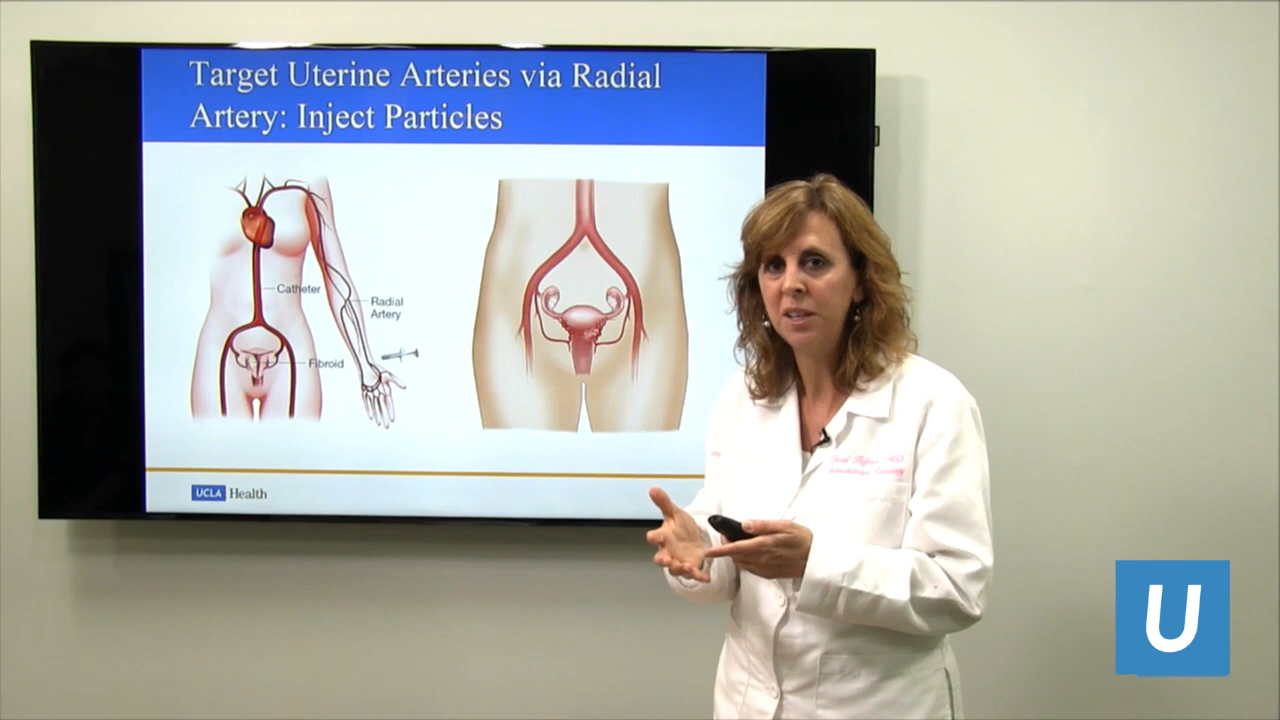 Target Uterine Arteries via Radial
Artery: Inject Particles
Catheter
Radial
Artery
Fibroid
UCLA Health
U